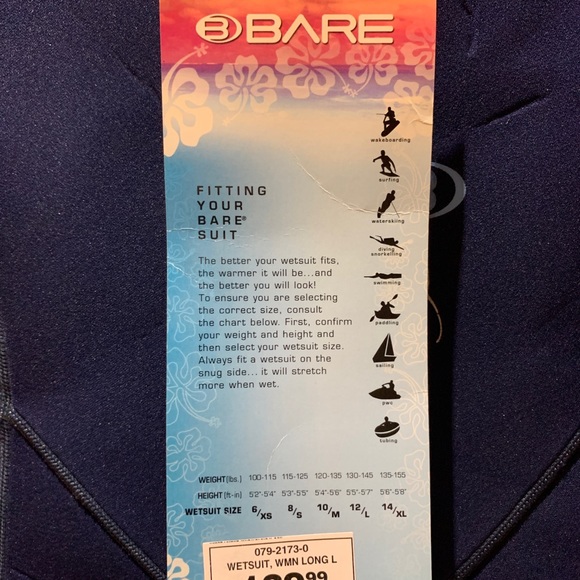 BARE
wakeboarding
surfing
waterskiing
diving
snorkelling
swimming
paddling
sailing
pwc
tubing
FITTING
YOUR
BARE®
SUIT
The better your wetsuit fits,
the warmer it will be...and
the better you will look!
To ensure you are selecting
the correct size, consult
the chart below. First, confirm
your weight and height and
then select your wetsuit size.
Always fit a wetsuit on the
snug side... it will stretch
more when wet.
WEIGHT(lbs.) 100-115 115-125 120-135 130-145 135-155
HEIGHT(ft-in) 5'2"-5'4" 5'3"-5'5" 5'4"-5'6" 5'5"-5'7" 5'6"-5'8"
WETSUIT SIZE 6/XS 8/S 10/M 12/L 14/XL
079-2173-0
WETSUIT, WMN LONG L